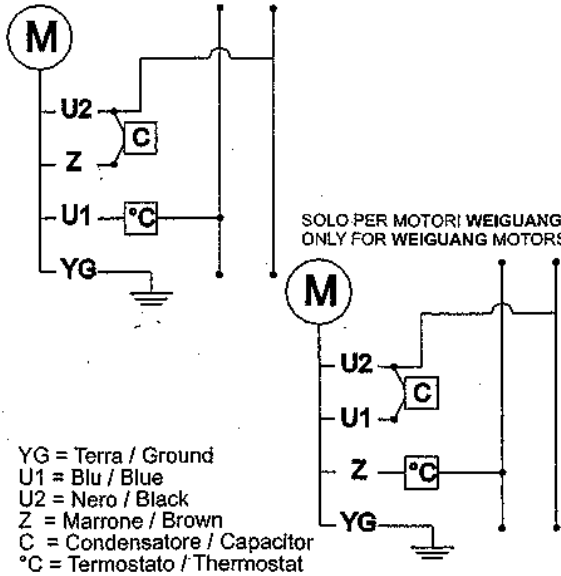 M
U2
C
Z
U1 °C
YG
SOLO PER MOTORI WEIGUANG
ONLY FOR WEIGUANG MOTORS
M
U2
C
U1
Z °C
YG
YG = Terra / Ground
U1 = Blu / Blue
U2 = Nero / Black
Z = Marrone / Brown
C = Condensatore / Capacitor
°C = Termostato / Thermostat